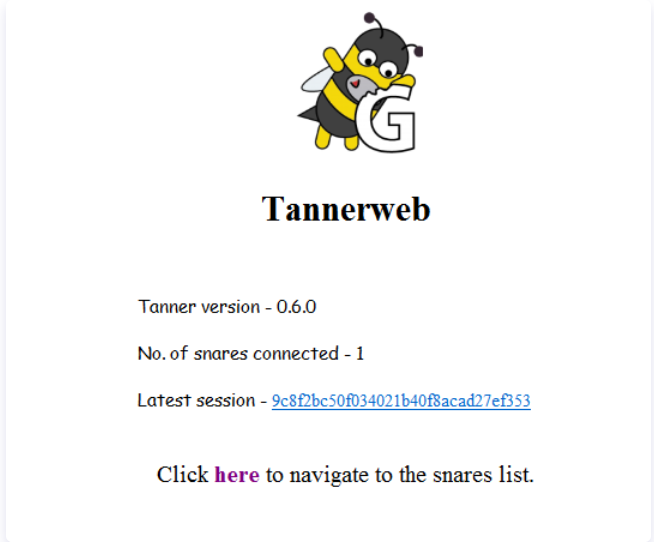 G
Tannerweb
Tanner version - 0.6.0
No. of snares connected - 1
Latest session - 9c8f2bc50f034021b40f8acad27ef353
Click here to navigate to the snares list.